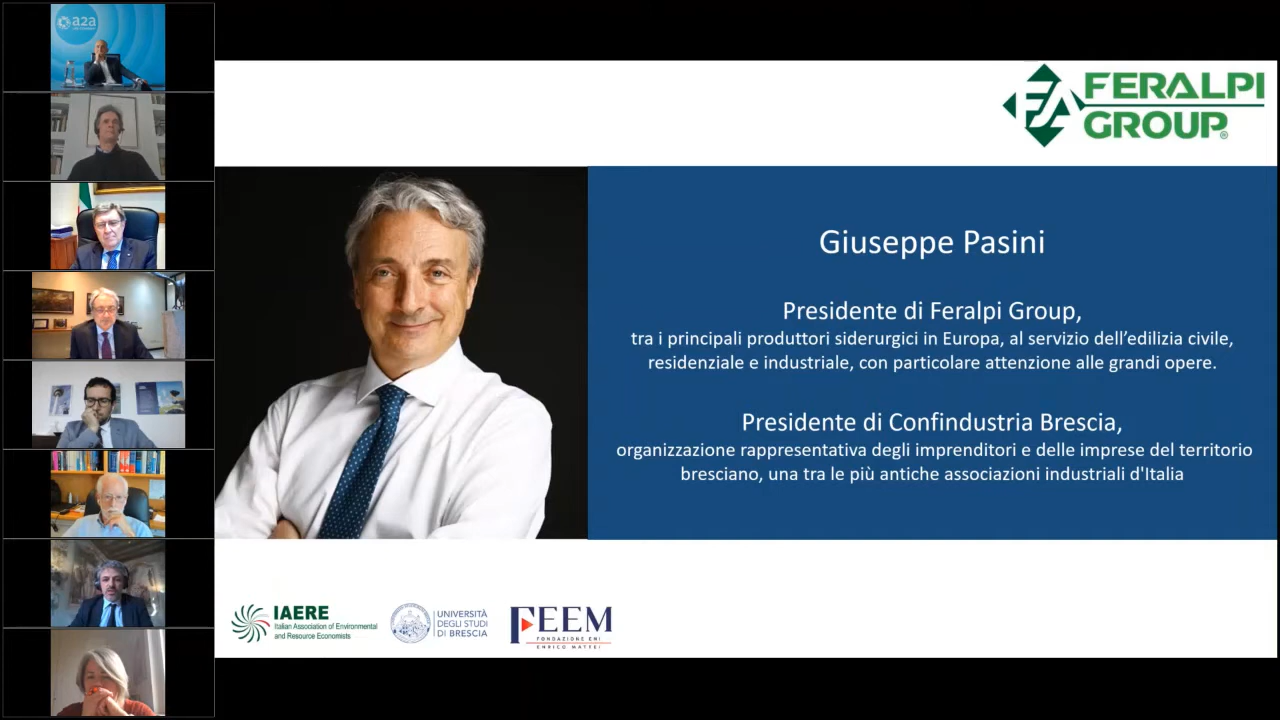 a2a
FERALPI
GROUP®
Giuseppe Pasini
Presidente di Feralpi Group,
tra i principali produttori siderurgici in Europa, al servizio dell’edilizia civile,
residenziale e industriale, con particolare attenzione alle grandi opere.
Presidente di Confindustria Brescia,
organizzazione rappresentativa degli imprenditori e delle imprese del territorio
bresciano, una tra le più antiche associazioni industriali d'Italia
IAERE
Italian Association of Environmental
and Resource Economists
UNIVERSITÀ
DEGLI STUDI
DI BRESCIA
FEEM
FONDAZIONE ENI
ENRICO MATTEI